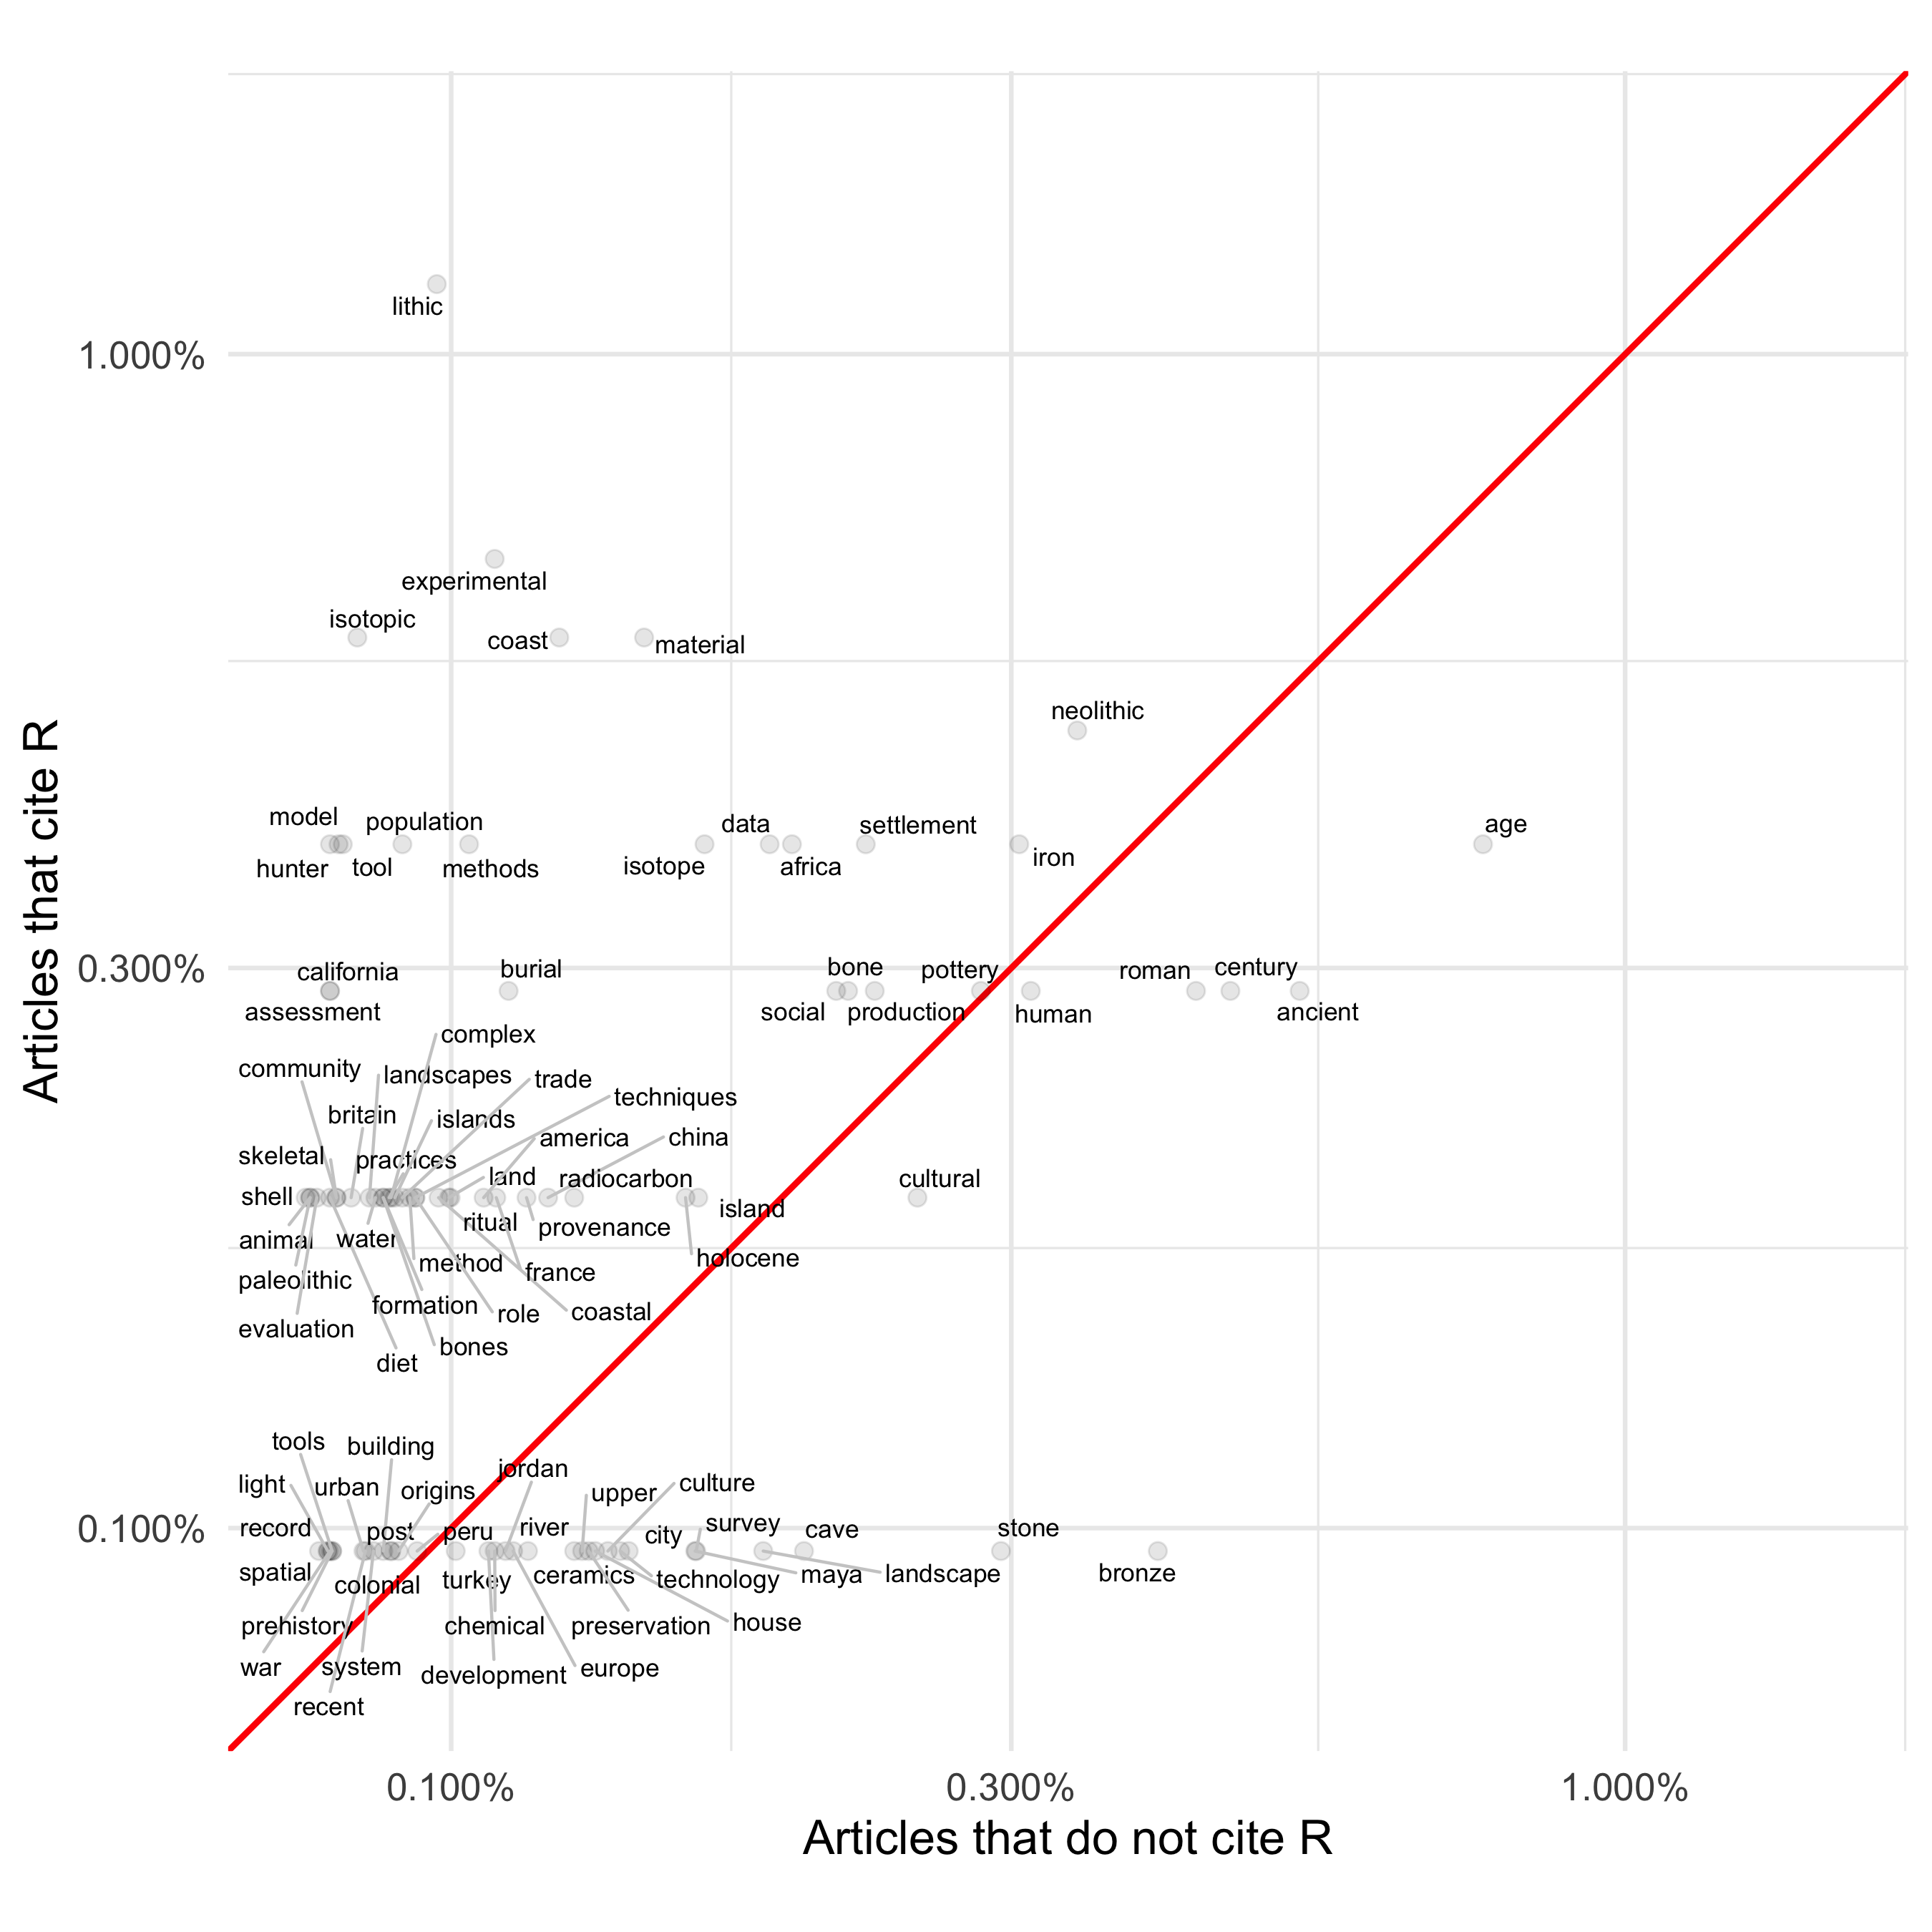 lithic
1.000%
experimental
isotopic
coast
material
neolithic
model
population
data
settlement
age
hunter
tool
methods
isotope
africa
iron
0.300%
california
burial
bone
pottery
roman
century
assessment
social
production
human
ancient
complex
community
landscapes
trade
techniques
britain
islands
america
china
skeletal
practices
land
radiocarbon
cultural
shell
island
animal
water
ritual
provenance
holocene
paleolithic
method
france
formation
role
coastal
evaluation
bones
diet
tools
building
jordan
light
urban
origins
upper
culture
0.100%
record
post
peru
river
city
survey
cave
stone
spatial
colonial
turkey
ceramics
technology
maya
landscape
bronze
prehistory
chemical
preservation
house
war
system
development
europe
recent
0.100%
0.300%
1.000%
Articles that do not cite R
Articles that cite R